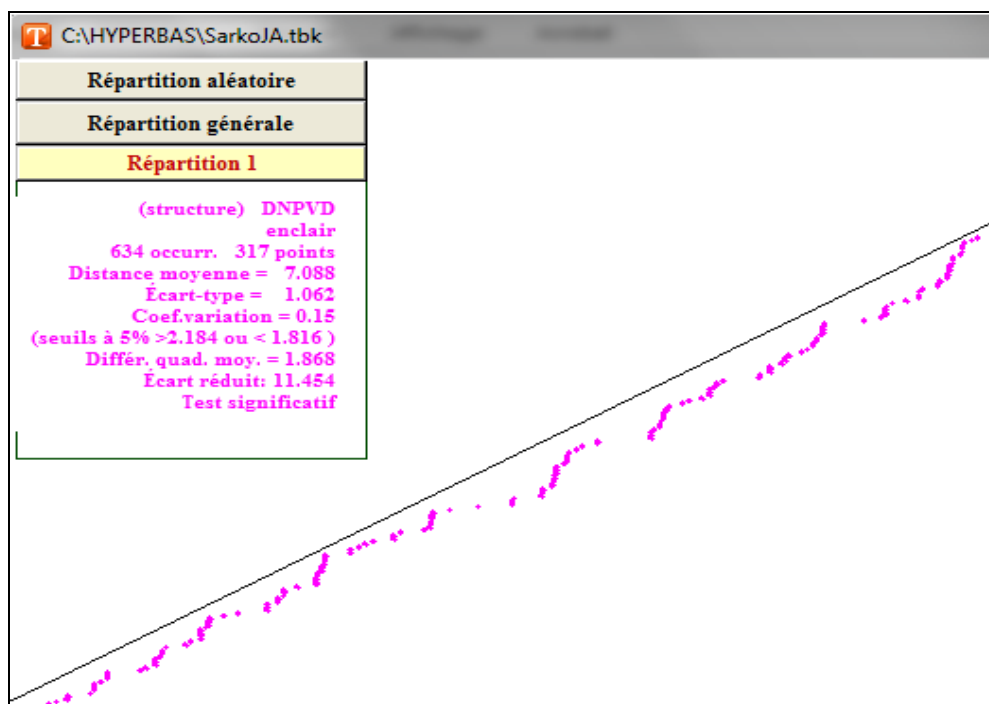 C:\HYPERBAS\SarkoJA.tbk
Répartition aléatoire
Répartition générale
Répartition 1
(structure) DNPVD
enclair
634 occurr. 317 points
Distance moyenne = 7.088
Écart-type = 1.062
Coef.variation = 0.15
(seuils à 5% >2.184 ou < 1.816 )
Différ. quad. moy. = 1.868
Écart réduit: 11.454
Test significatif